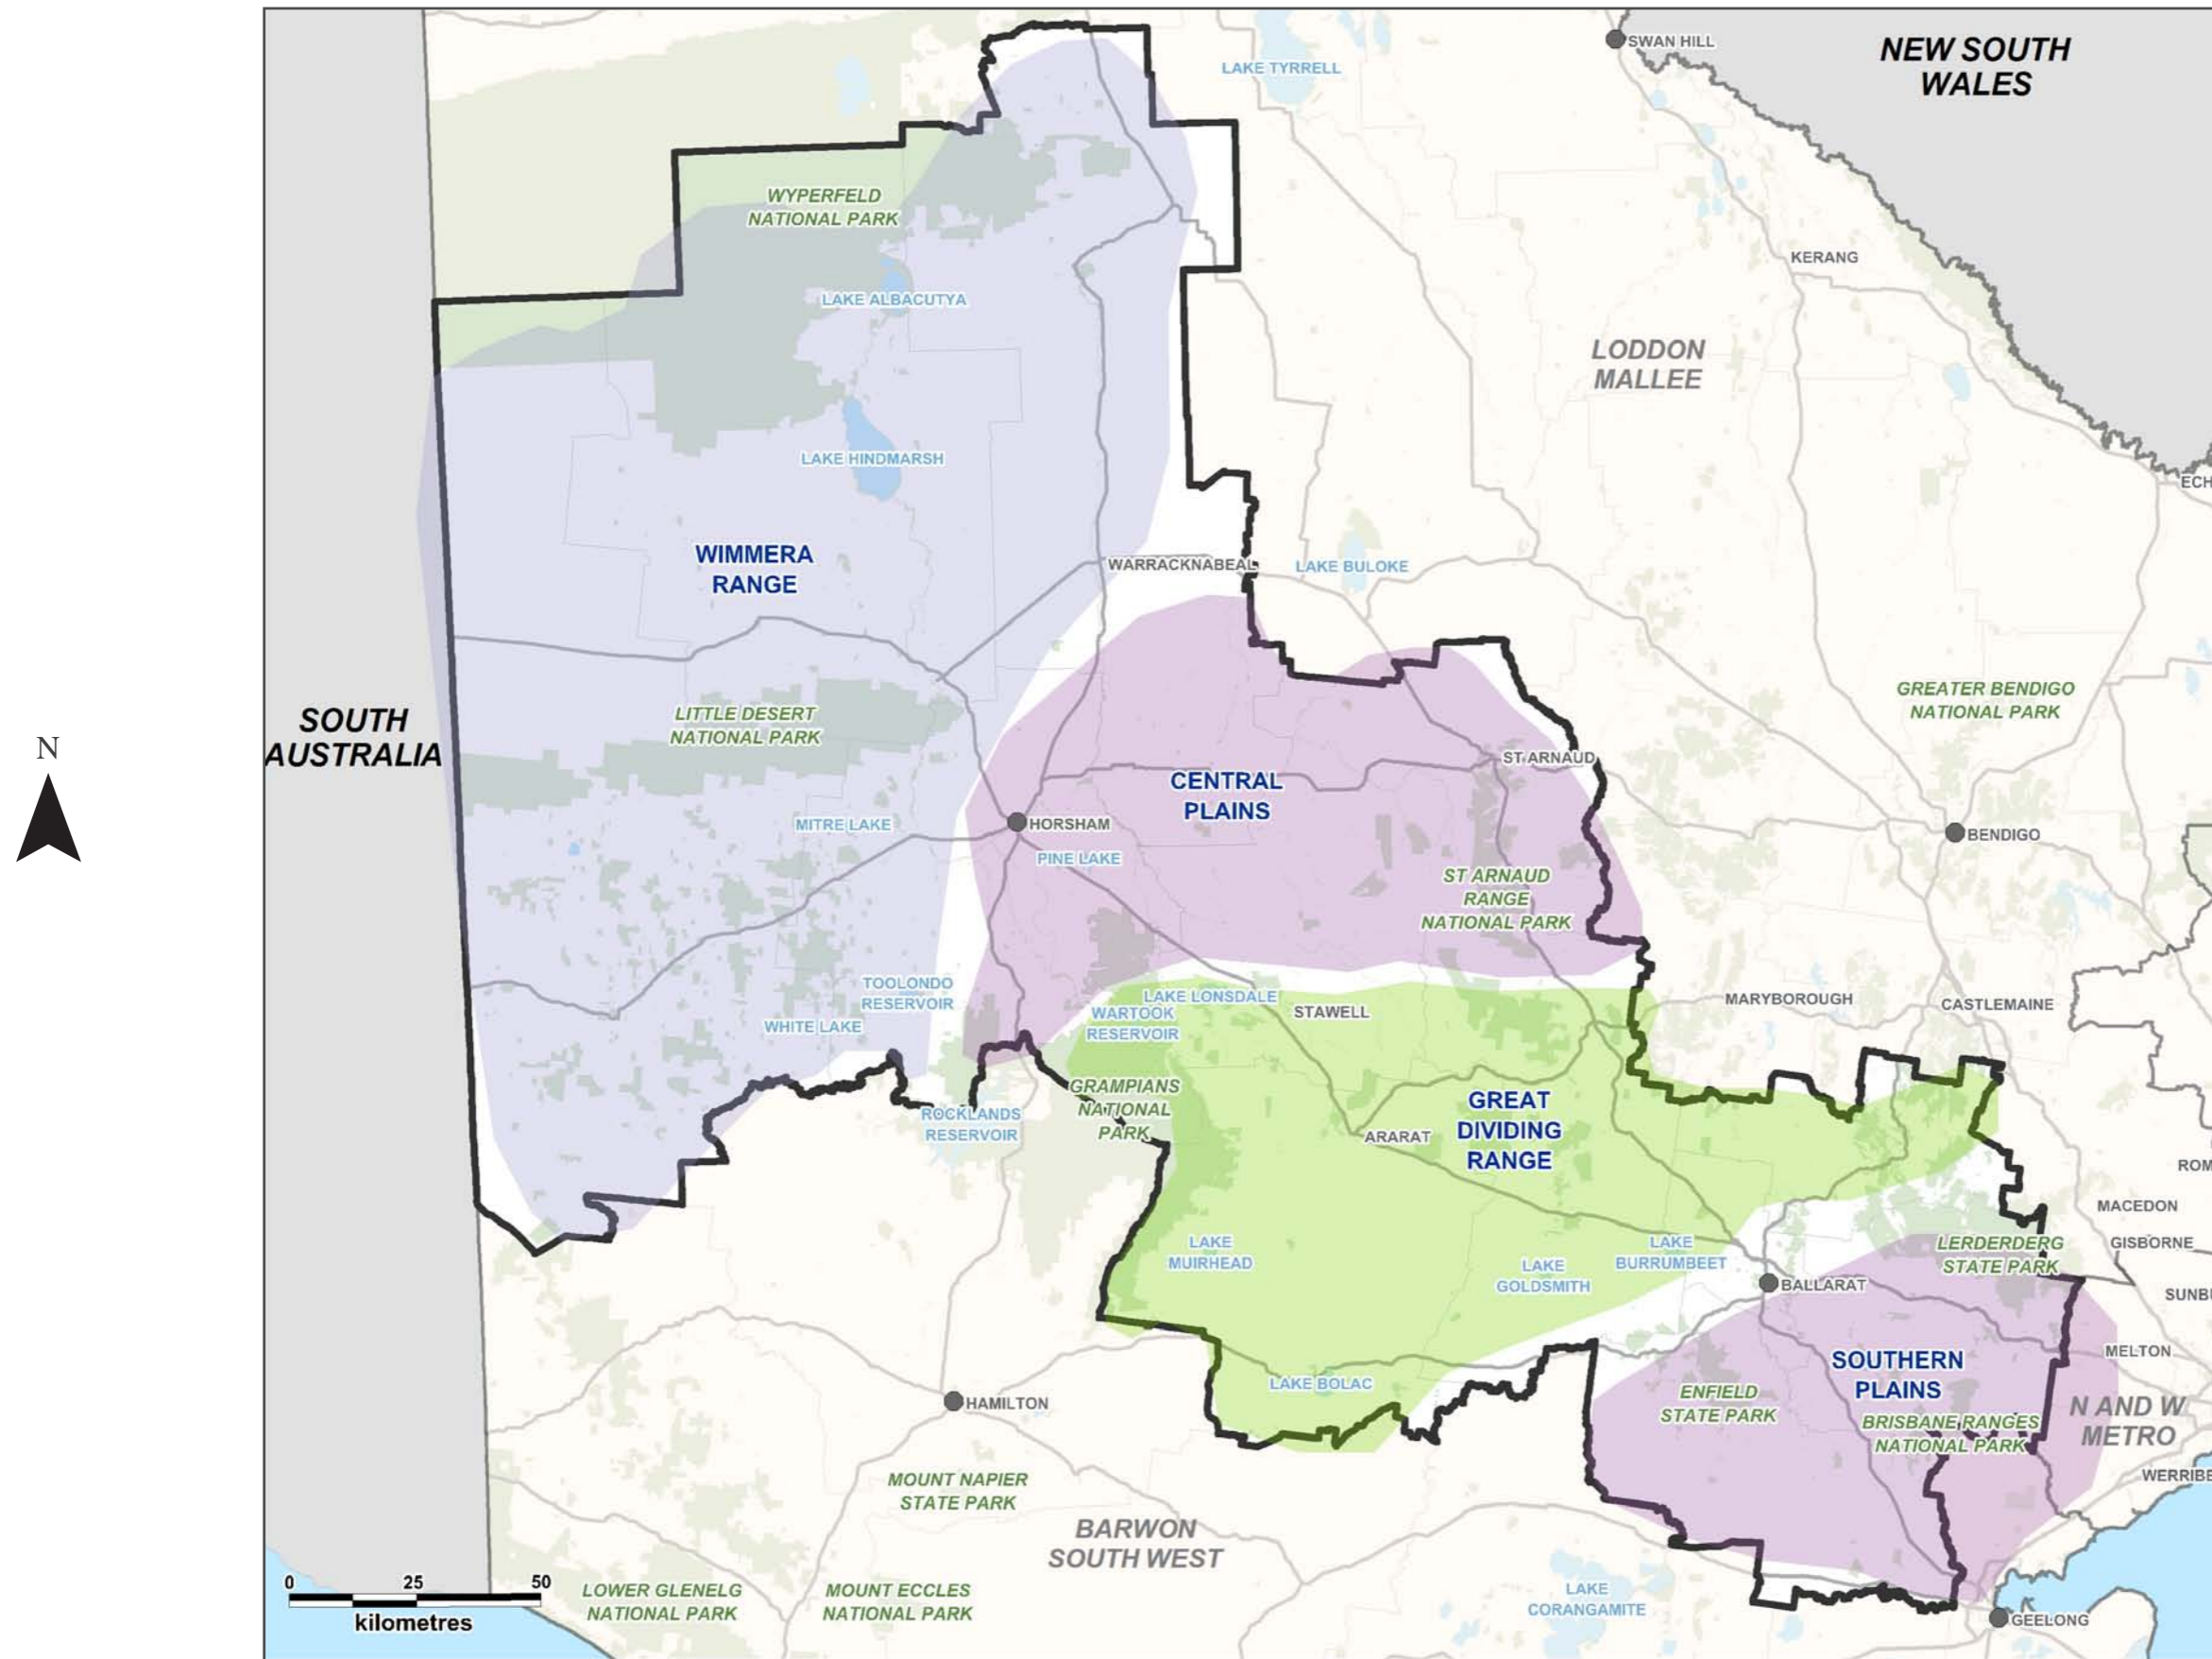 SWAN HILL
NEW SOUTH
WALES
LAKE TYRRELL
WYPERFELD
NATIONAL PARK
KERANG
LAKE ALBACUTYA
LODDON
MALLEE
LAKE HINDMARSH
ECH
WIMMERA
RANGE
WARRACKNABEAL
LAKE BULOKE
GREATER BENDIGO
NATIONAL PARK
SOUTH
AUSTRALIA
LITTLE DESERT
NATIONAL PARK
N
ST ARNAUD
CENTRAL
PLAINS
MITRE LAKE
HORSHAM
BENDIGO
PINE LAKE
ST ARNAUD
RANGE
NATIONAL PARK
TOOLONDO
RESERVOIR
LAKE LONSDALE
WARTOOK
RESERVOIR
STAWELL
MARYBOROUGH
CASTLEMAINE
WHITE LAKE
GRAMPIANS
NATIONAL
PARK
GREAT
DIVIDING
RANGE
ROCKLANDS
RESERVOIR
ARARAT
ROM
MACEDON
LAKE
MUIRHEAD
LAKE
GOLDSMITH
LAKE
BURRUMBEET
LERDERDERG
STATE PARK
GISBORNE
BALLARAT
SUNB
MELTON
SOUTHERN
PLAINS
LAKE BOLAC
HAMILTON
ENFIELD
STATE PARK
BRISBANE RANGES
NATIONAL PARK
N AND W
METRO
WERRIBE
MOUNT NAPIER
STATE PARK
BARWON
SOUTH WEST
0 25 50
kilometres
LOWER GLENELG
NATIONAL PARK
MOUNT ECCLES
NATIONAL PARK
LAKE
CORANGAMITE
GEELONG